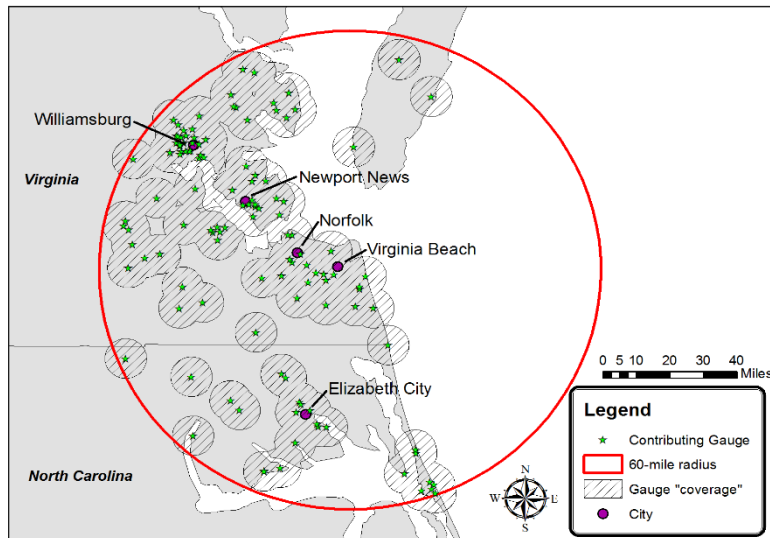 Williamsburg
Virginia
Newport News
Norfolk
Virginia Beach
Elizabeth City
North Carolina
0 5 10 20 30 40
Miles
N
W E
S
Legend
Contributing Gauge
60-mile radius
Gauge "coverage"
City